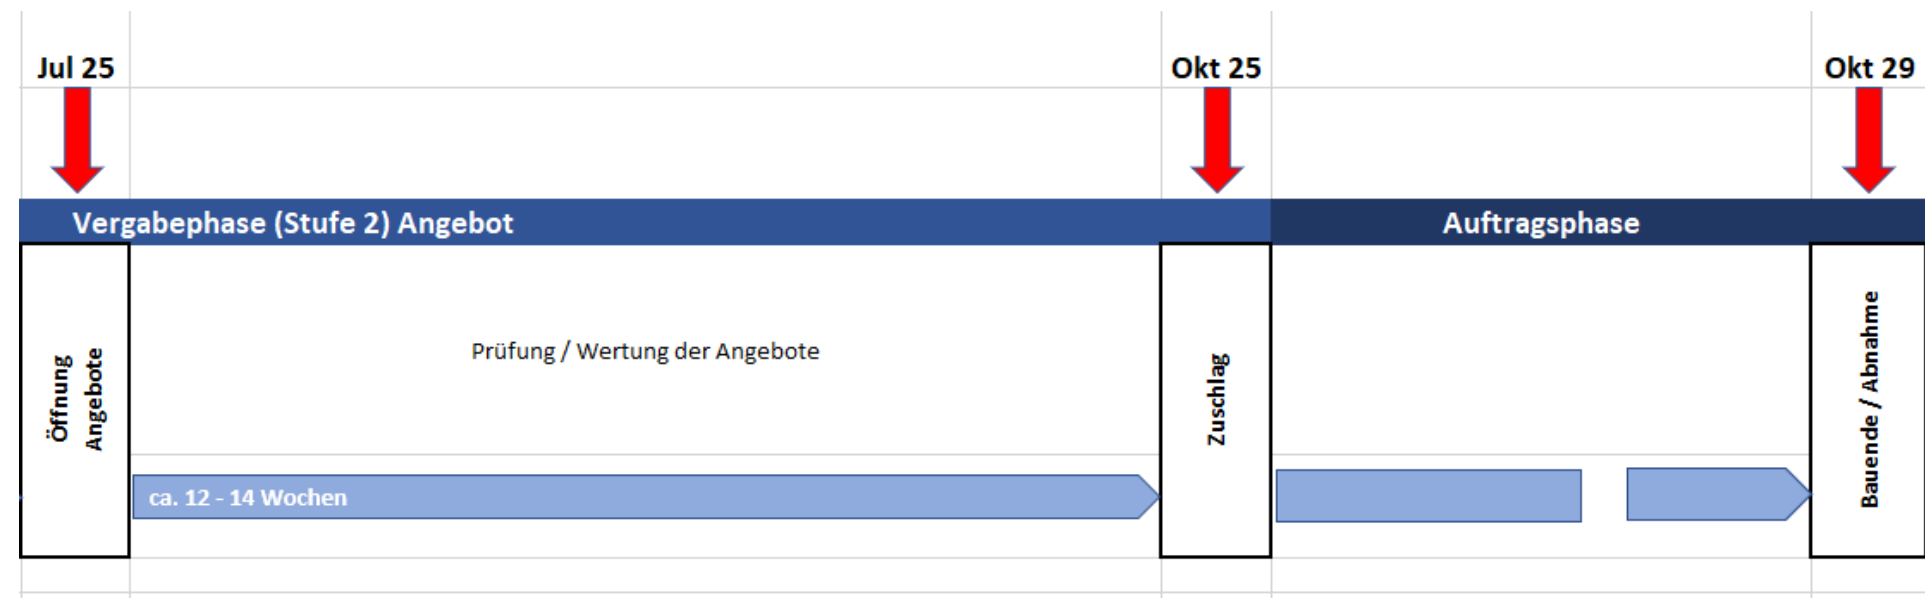 Jul 25
Okt 25
Okt 29
Vergabephase (Stufe 2) Angebot
Auftragsphase
Öffnung
Angebote
Prüfung / Wertung der Angebote
ca. 12 - 14 Wochen
Zuschlag
Bauende / Abnahme